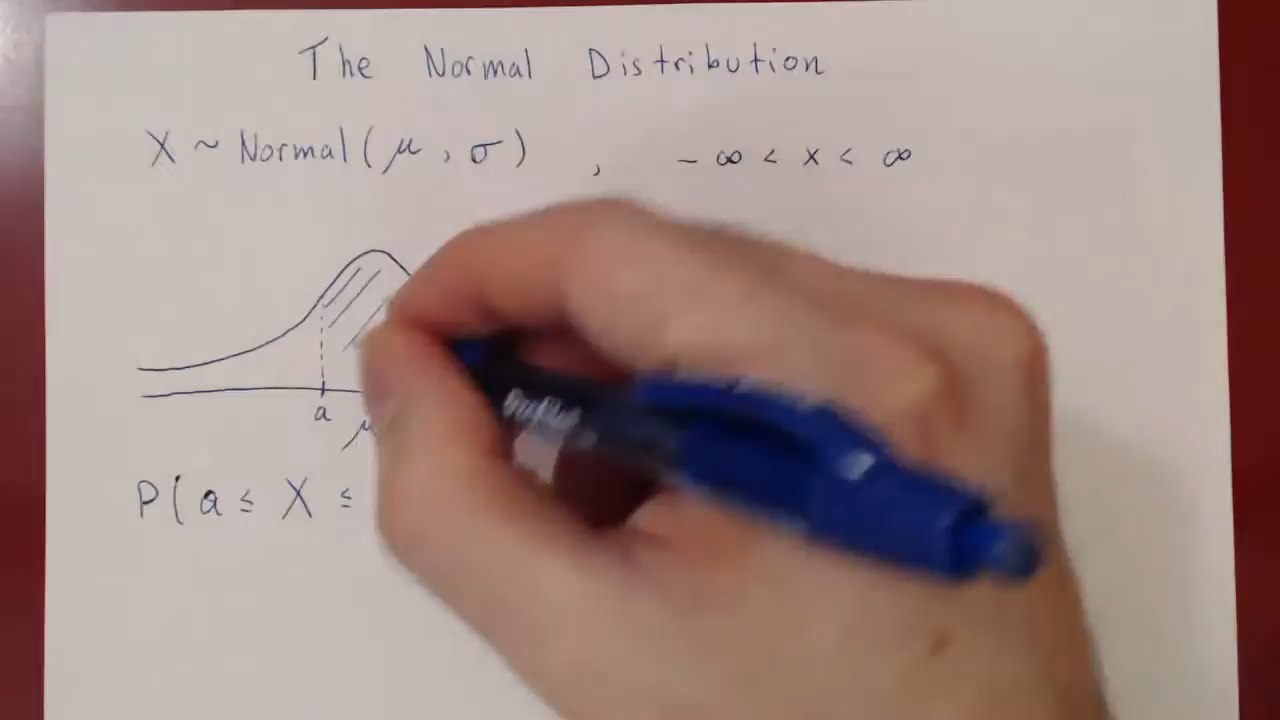 The Normal Distribution
X ~ Normal(μ, σ) , -∞ < x < ∞
a
μ
P(a ≤ X ≤